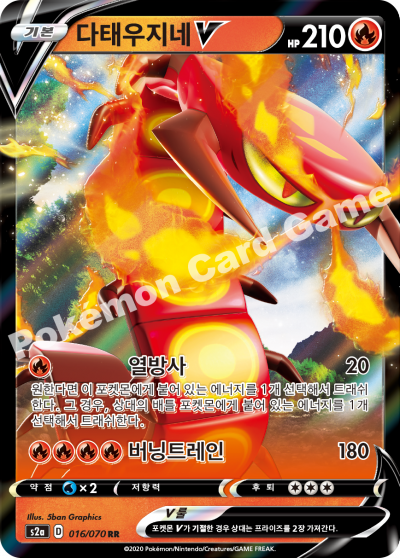 기본 다태우지네 V HP 210
Pokémon Card Game
열방사 20
원한다면 이 포켓몬에게 붙어 있는 에너지를 1개 선택해서 트래쉬
한다. 그 경우, 상대의 배틀 포켓몬에게 붙어 있는 에너지를 1개
선택해서 트래쉬한다.
버닝트레인 180
약점 ×2 저항력 후퇴
Illus. 5ban Graphics
V룰
s2a D 016/070 RR
포켓몬 V가 기절한 경우 상대는 프라이즈를 2장 가져간다.
©2020 Pokémon/Nintendo/Creatures/GAME FREAK.